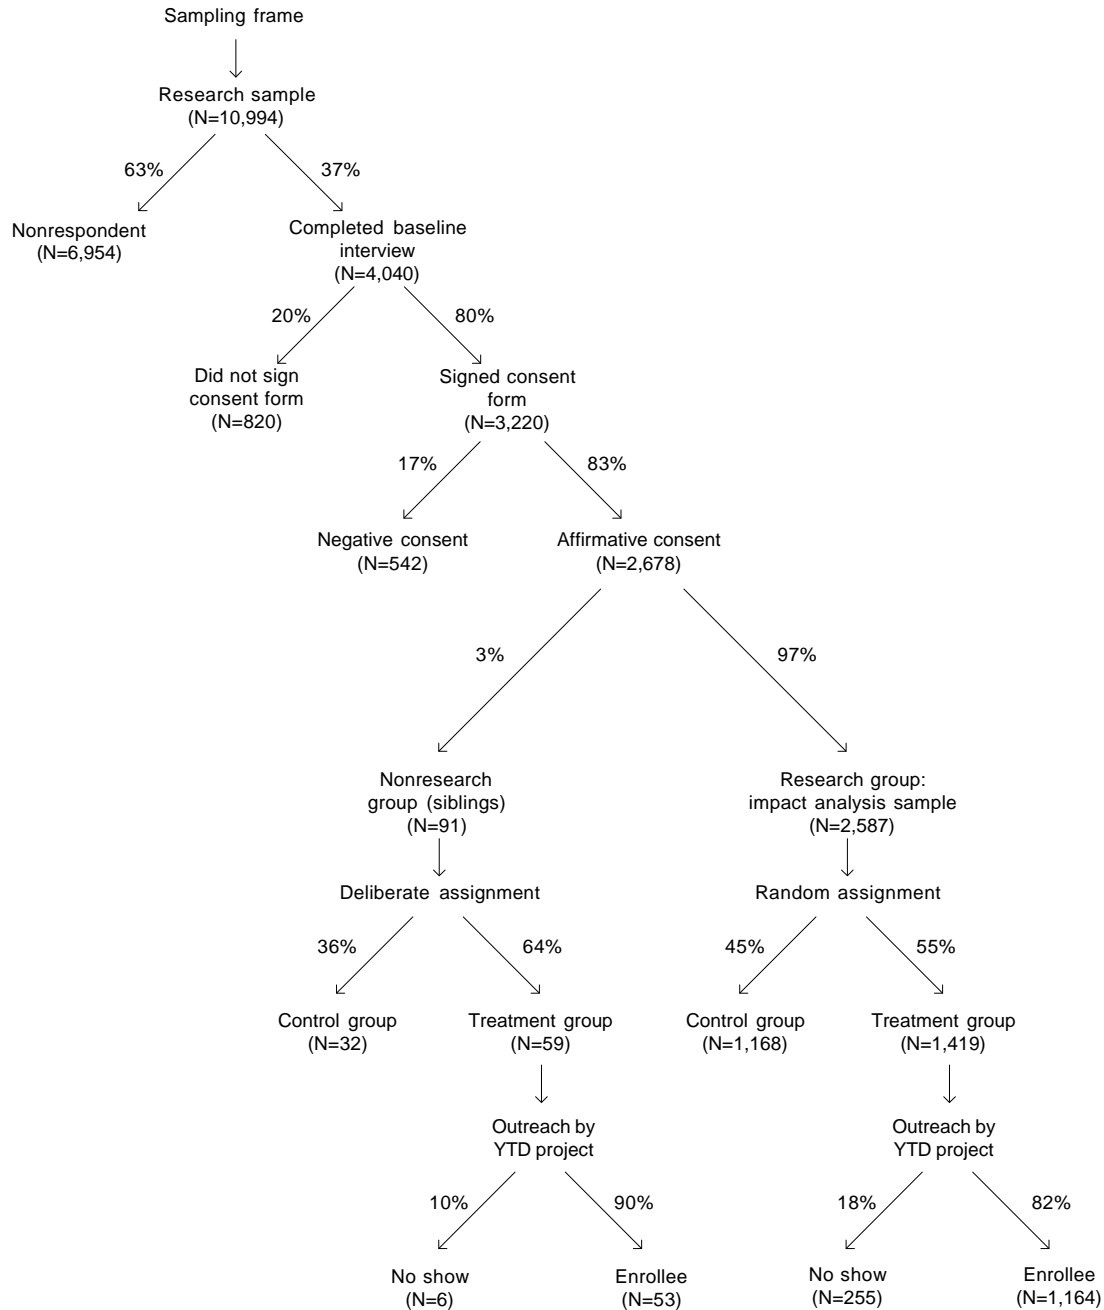 Sampling frame
Research sample
(N=10,994)
63%
37%
Nonrespondent
(N=6,954)
Completed baseline
interview
(N=4,040)
20%
80%
Did not sign
consent form
(N=820)
Signed consent
form
(N=3,220)
17%
83%
Negative consent
(N=542)
Affirmative consent
(N=2,678)
3%
97%
Nonresearch
group (siblings)
(N=91)
Research group:
impact analysis sample
(N=2,587)
Deliberate assignment
Random assignment
36%
64%
45%
55%
Control group
(N=32)
Treatment group
(N=59)
Control group
(N=1,168)
Treatment group
(N=1,419)
Outreach by
YTD project
Outreach by
YTD project
10%
90%
18%
82%
No show
(N=6)
Enrollee
(N=53)
No show
(N=255)
Enrollee
(N=1,164)